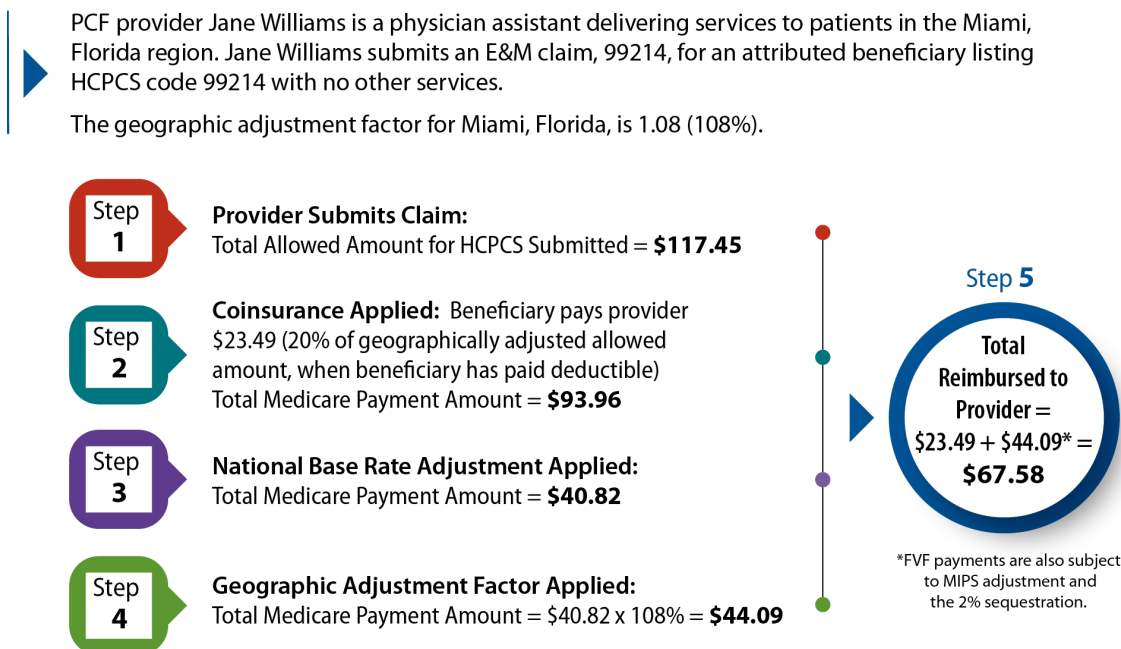 PCF provider Jane Williams is a physician assistant delivering services to patients in the Miami,
Florida region. Jane Williams submits an E&M claim, 99214, for an attributed beneficiary listing
HCPCS code 99214 with no other services.
The geographic adjustment factor for Miami, Florida, is 1.08 (108%).
Step
1
Provider Submits Claim:
Total Allowed Amount for HCPCS Submitted = $117.45
Step
2
Coinsurance Applied: Beneficiary pays provider
$23.49 (20% of geographically adjusted allowed
amount, when beneficiary has paid deductible)
Total Medicare Payment Amount = $93.96
Step
3
National Base Rate Adjustment Applied:
Total Medicare Payment Amount = $40.82
Step
4
Geographic Adjustment Factor Applied:
Total Medicare Payment Amount = $40.82 x 108% = $44.09
Step 5
Total
Reimbursed to
Provider =
$23.49 + $44.09* =
$67.58
*FVF payments are also subject
to MIPS adjustment and
the 2% sequestration.